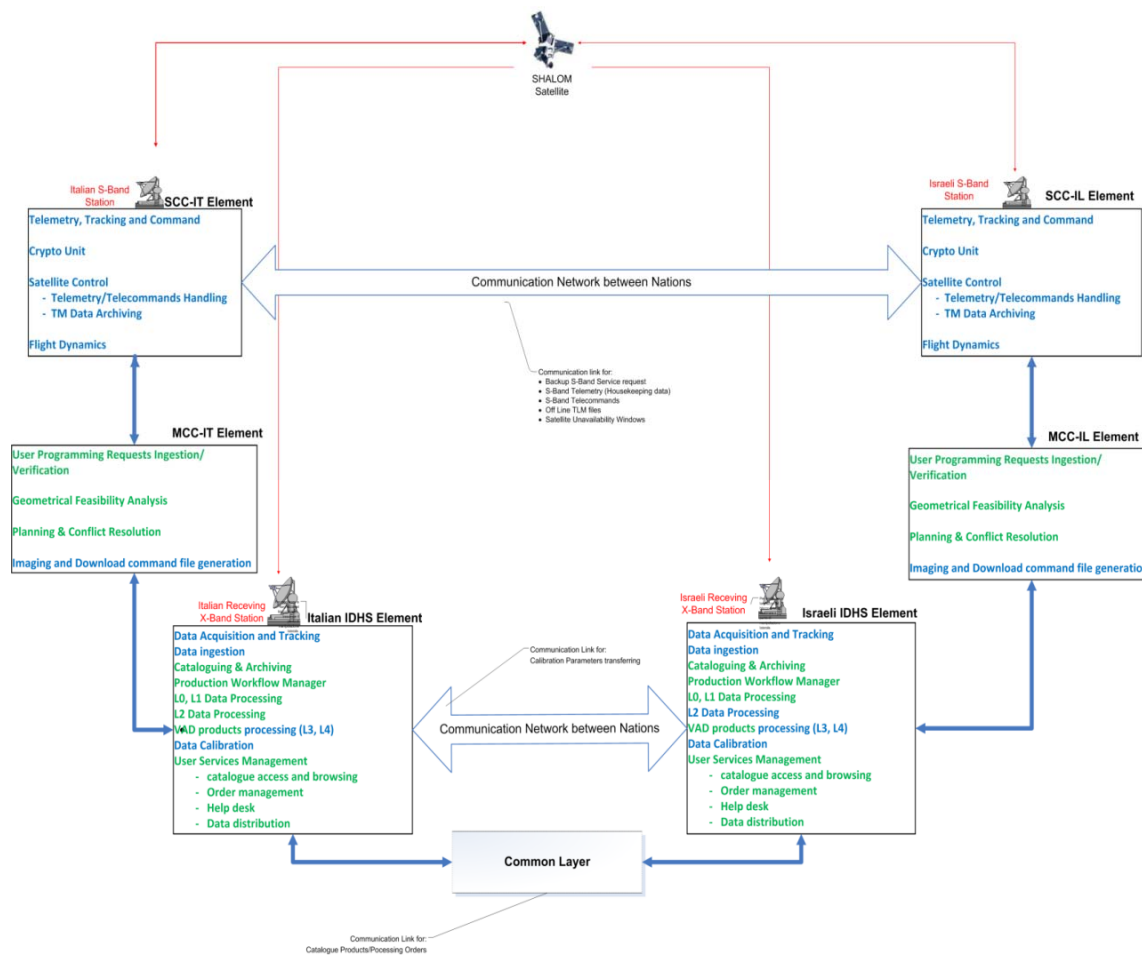 SHALOM
Satellite
Italian S-Band
Station
SCC-IT Element
Telemetry, Tracking and Command
Crypto Unit
Satellite Control
- Telemetry/Telecommands Handling
- TM Data Archiving
Flight Dynamics
Israeli S-Band
Station
SCC-IL Element
Telemetry, Tracking and Command
Crypto Unit
Satellite Control
- Telemetry/Telecommands Handling
- TM Data Archiving
Flight Dynamics
Communication Network between Nations
Communication link for:
• Backup S-Band Service request
• S-Band Telemetry (Housekeeping data)
• S-Band Telecommands
• Off Line TLM files
• Satellite Unavailability Windows
MCC-IT Element
User Programming Requests Ingestion/
Verification
Geometrical Feasibility Analysis
Planning & Conflict Resolution
Imaging and Download command file generation
MCC-IL Element
User Programming Requests Ingestion/
Verification
Geometrical Feasibility Analysis
Planning & Conflict Resolution
Imaging and Download command file generation
Italian Receving
X-Band Station
Italian IDHS Element
Data Acquisition and Tracking
Data ingestion
Cataloguing & Archiving
Production Workflow Manager
L0, L1 Data Processing
L2 Data Processing
VAD products processing (L3, L4)
Data Calibration
User Services Management
- catalogue access and browsing
- Order management
- Help desk
- Data distribution
Communication Link for:
Calibration Parameters transferring
Communication Network between Nations
Israeli Receving
X-Band Station
Israeli IDHS Element
Data Acquisition and Tracking
Data ingestion
Cataloguing & Archiving
Production Workflow Manager
L0, L1 Data Processing
L2 Data Processing
VAD products processing (L3, L4)
Data Calibration
User Services Management
- catalogue access and browsing
- Order management
- Help desk
- Data distribution
Common Layer
Communication Link for:
Catalogue Products/Pocessing Orders